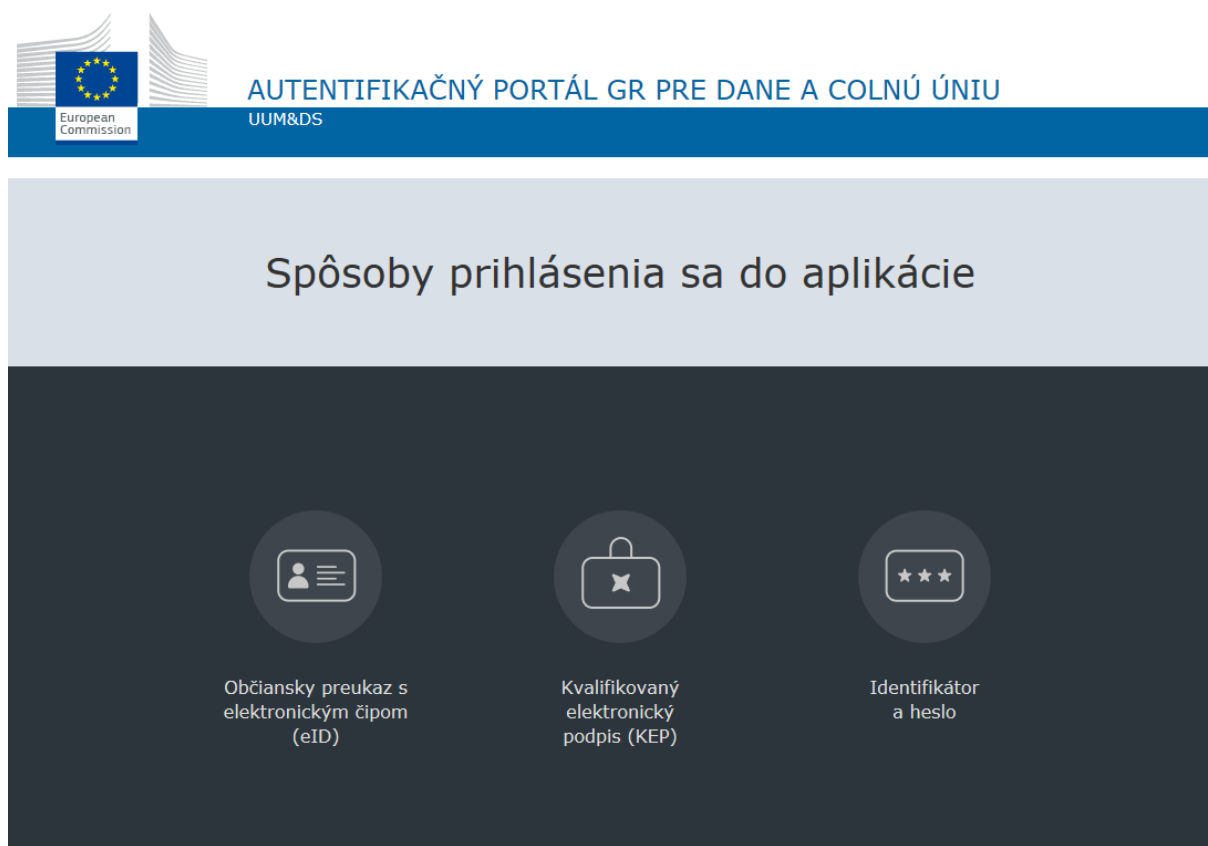 AUTENTIFIKAČNÝ PORTÁL GR PRE DANE A COLNÚ ÚNIU
UUM&DS
European
Commission
Spôsoby prihlásenia sa do aplikácie
Občiansky preukaz s
elektronickým čipom
(eID)
Kvalifikovaný
elektronický
podpis (KEP)
Identifikátor
a heslo